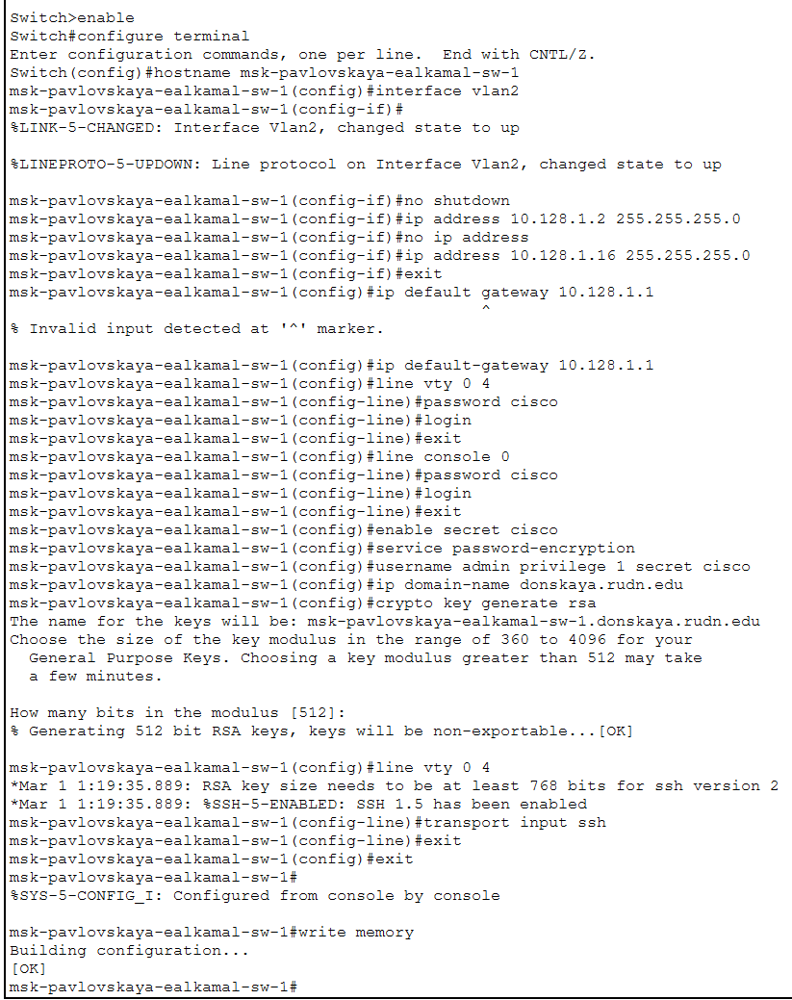 Switch>enable
Switch#configure terminal
Enter configuration commands, one per line.  End with CNTL/Z.
Switch(config)#hostname msk-pavlovskaya-ealkamal-sw-1
msk-pavlovskaya-ealkamal-sw-1(config)#interface vlan2
msk-pavlovskaya-ealkamal-sw-1(config-if)#
%LINK-5-CHANGED: Interface Vlan2, changed state to up
%LINEPROTO-5-UPDOWN: Line protocol on Interface Vlan2, changed state to up
msk-pavlovskaya-ealkamal-sw-1(config-if)#no shutdown
msk-pavlovskaya-ealkamal-sw-1(config-if)#ip address 10.128.1.2 255.255.255.0
msk-pavlovskaya-ealkamal-sw-1(config-if)#no ip address
msk-pavlovskaya-ealkamal-sw-1(config-if)#ip address 10.128.1.16 255.255.255.0
msk-pavlovskaya-ealkamal-sw-1(config-if)#exit
msk-pavlovskaya-ealkamal-sw-1(config)#ip default gateway 10.128.1.1
^
% Invalid input detected at '^' marker.
msk-pavlovskaya-ealkamal-sw-1(config)#ip default-gateway 10.128.1.1
msk-pavlovskaya-ealkamal-sw-1(config)#line vty 0 4
msk-pavlovskaya-ealkamal-sw-1(config-line)#password cisco
msk-pavlovskaya-ealkamal-sw-1(config-line)#login
msk-pavlovskaya-ealkamal-sw-1(config-line)#exit
msk-pavlovskaya-ealkamal-sw-1(config)#line console 0
msk-pavlovskaya-ealkamal-sw-1(config-line)#password cisco
msk-pavlovskaya-ealkamal-sw-1(config-line)#login
msk-pavlovskaya-ealkamal-sw-1(config-line)#exit
msk-pavlovskaya-ealkamal-sw-1(config)#enable secret cisco
msk-pavlovskaya-ealkamal-sw-1(config)#service password-encryption
msk-pavlovskaya-ealkamal-sw-1(config)#username admin privilege 1 secret cisco
msk-pavlovskaya-ealkamal-sw-1(config)#ip domain-name donskaya.rudn.edu
msk-pavlovskaya-ealkamal-sw-1(config)#crypto key generate rsa
The name for the keys will be: msk-pavlovskaya-ealkamal-sw-1.donskaya.rudn.edu
Choose the size of the key modulus in the range of 360 to 4096 for your
General Purpose Keys. Choosing a key modulus greater than 512 may take
a few minutes.
How many bits in the modulus [512]:
% Generating 512 bit RSA keys, keys will be non-exportable...[OK]
msk-pavlovskaya-ealkamal-sw-1(config)#line vty 0 4
*Mar 1 1:19:35.889: RSA key size needs to be at least 768 bits for ssh version 2
*Mar 1 1:19:35.889: %SSH-5-ENABLED: SSH 1.5 has been enabled
msk-pavlovskaya-ealkamal-sw-1(config-line)#transport input ssh
msk-pavlovskaya-ealkamal-sw-1(config-line)#exit
msk-pavlovskaya-ealkamal-sw-1(config)#exit
msk-pavlovskaya-ealkamal-sw-1#
%SYS-5-CONFIG_I: Configured from console by console
msk-pavlovskaya-ealkamal-sw-1#write memory
Building configuration...
[OK]
msk-pavlovskaya-ealkamal-sw-1#